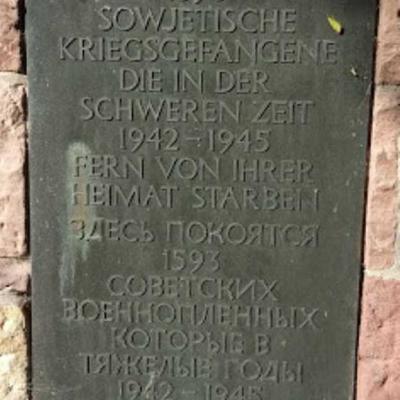 SOWJETISCHE
KRIEGSGEFANGENE
DIE IN DER
SCHWEREN ZEIT
1942-1945
FERN VON IHRER
HEIMAT STARBEN
ЗДЕСЬ ПОКОЯТСЯ
1593
СОВЕТСКИХ
ВОЕННОПЛЕННЫХ
КОТОРЫЕ В
ТЯЖЕЛЫЕ ГОДЫ
1942-1945